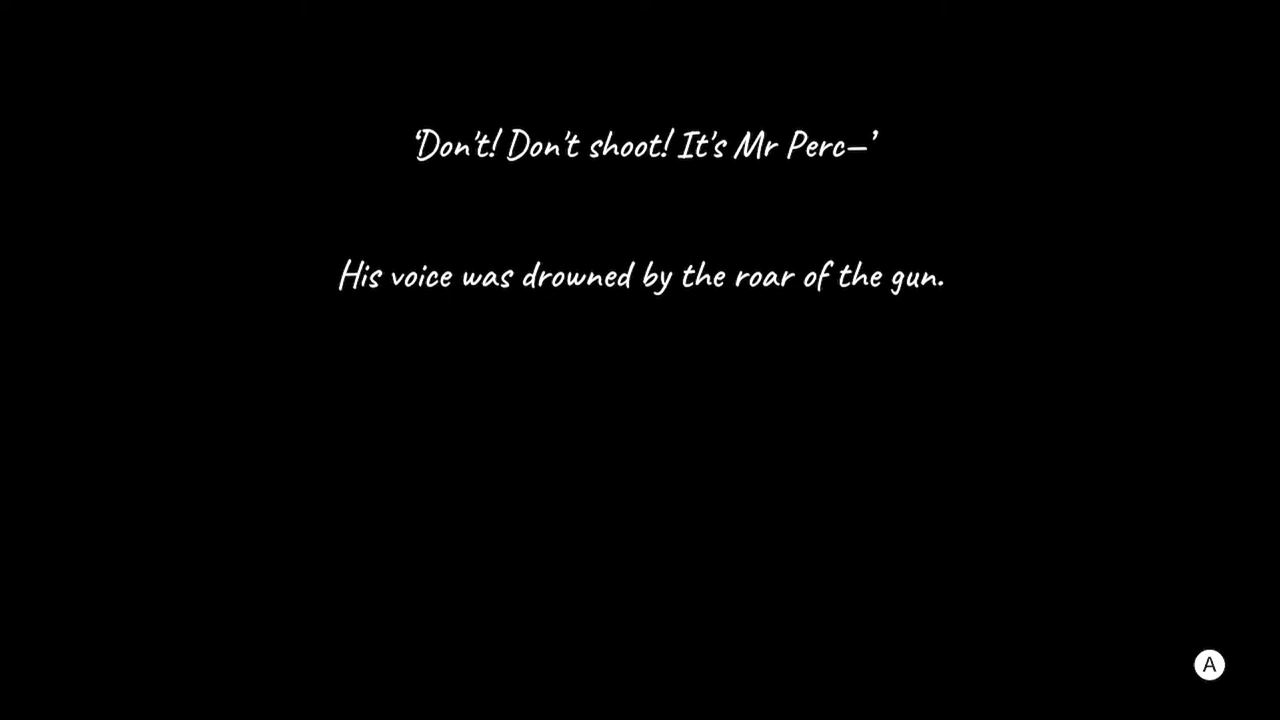 ‘Don't! Don't shoot! It's Mr Perc—’
His voice was drowned by the roar of the gun.
A